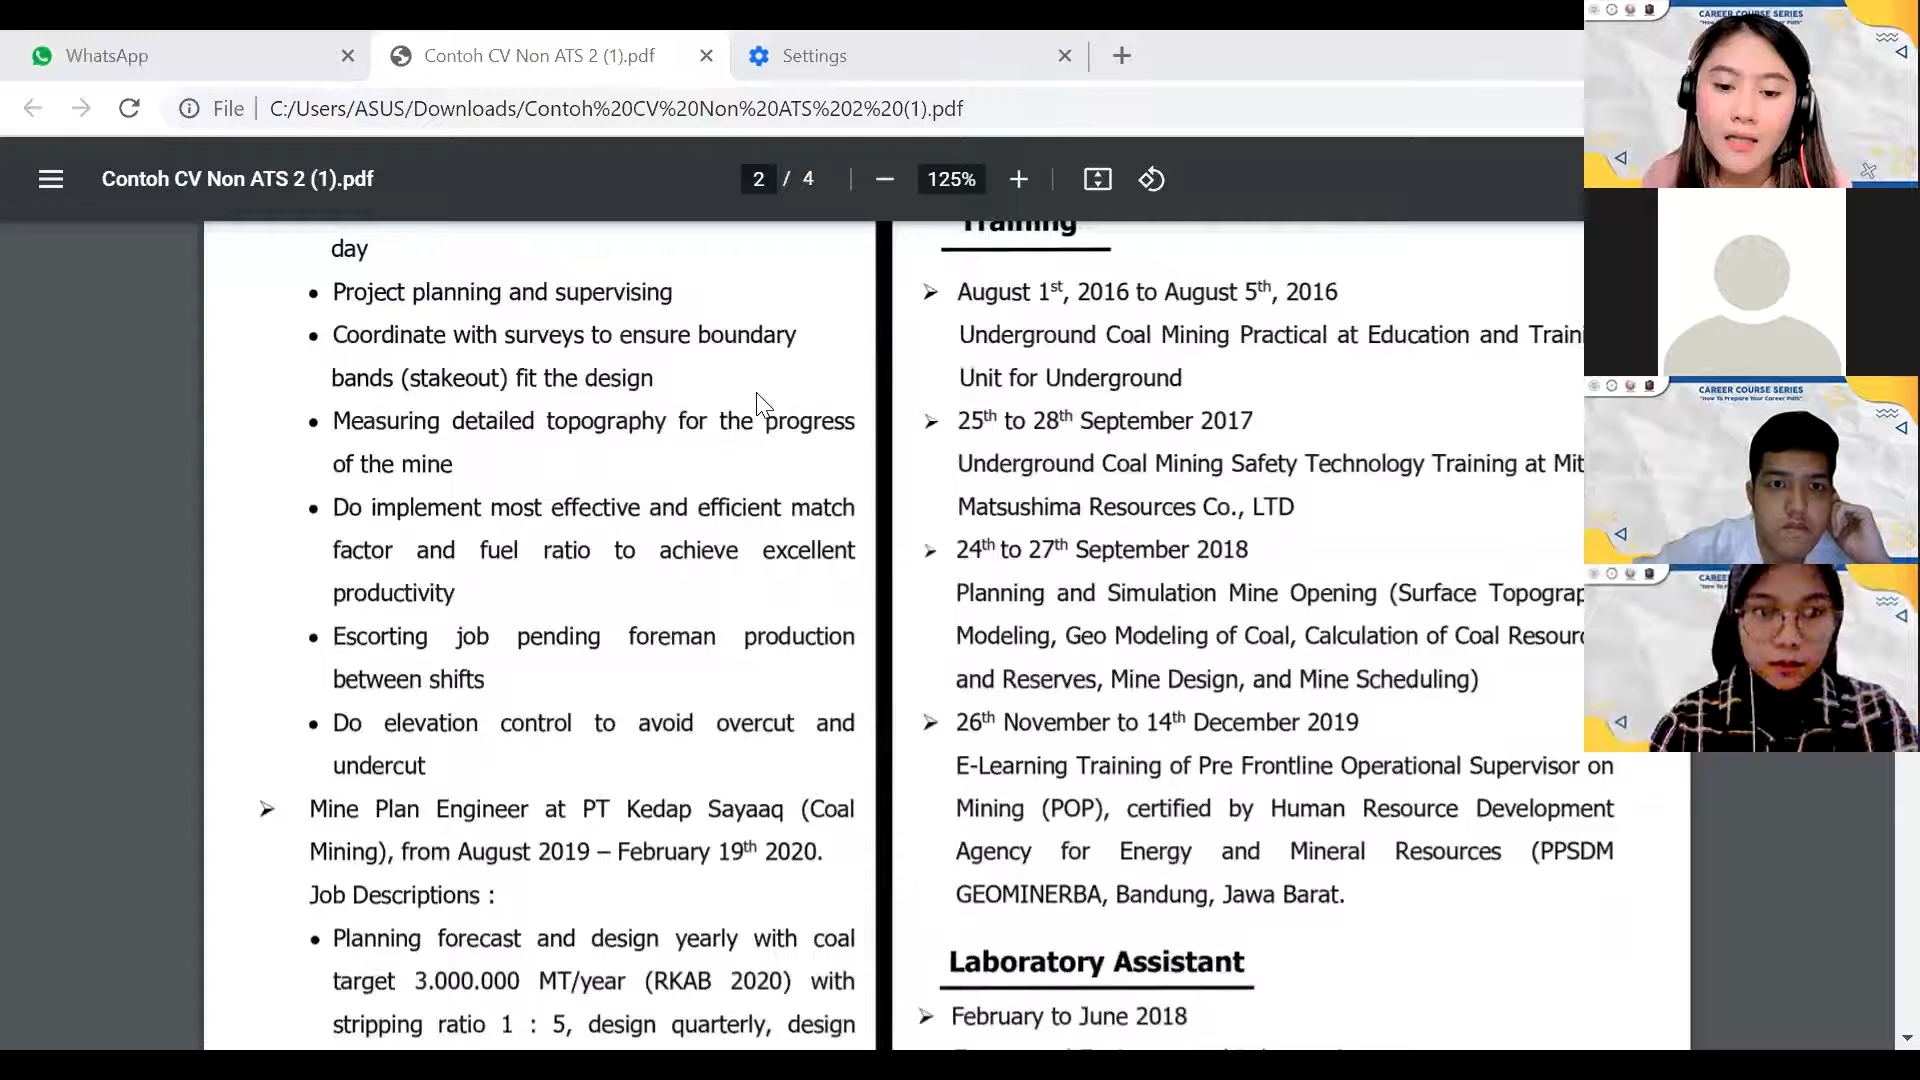 WhatsApp
Contoh CV Non ATS 2 (1).pdf
Settings
File
C:/Users/ASUS/Downloads/Contoh%20CV%20Non%20ATS%202%20(1).pdf
Contoh CV Non ATS 2 (1).pdf
2 / 4
125%
day
• Project planning and supervising
• Coordinate with surveys to ensure boundary
bands (stakeout) fit the design
• Measuring detailed topography for the progress
of the mine
• Do implement most effective and efficient match
factor and fuel ratio to achieve excellent
productivity
• Escorting job pending foreman production
between shifts
• Do elevation control to avoid overcut and
undercut
➢ Mine Plan Engineer at PT Kedap Sayaaq (Coal
Mining), from August 2019 – February 19th 2020.
Job Descriptions :
• Planning forecast and design yearly with coal
target 3.000.000 MT/year (RKAB 2020) with
stripping ratio 1 : 5, design quarterly, design
Training
➢ August 1st, 2016 to August 5th, 2016
Underground Coal Mining Practical at Education and
Unit for Underground
➢ 25th to 28th September 2017
Underground Coal Mining Safety Technology Training at
Matsushima Resources Co., LTD
➢ 24th to 27th September 2018
Planning and Simulation Mine Opening (Surface
Modeling, Geo Modeling of Coal, Calculation of Coal
and Reserves, Mine Design, and Mine Scheduling)
➢ 26th November to 14th December 2019
E-Learning Training of Pre Frontline Operational Supervisor on
Mining (POP), certified by Human Resource Development
Agency for Energy and Mineral Resources (PPSDM
GEOMINERBA, Bandung, Jawa Barat.
Laboratory Assistant
➢ February to June 2018
CAREER COURSE SERIES
CAREER COURSE SERIES
"How To Prepare Your Career Path"